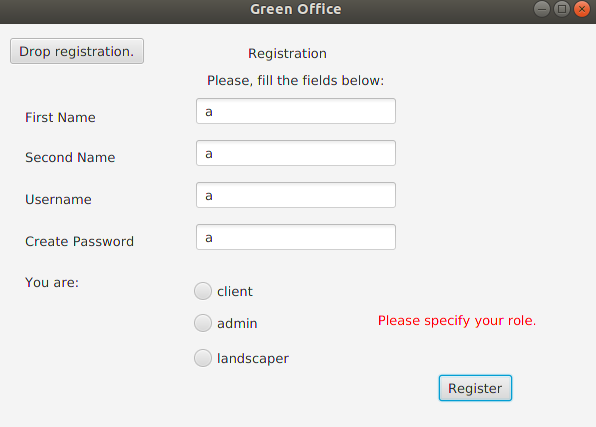 Green Office
Drop registration.
Registration
Please, fill the fields below:
First Name
a
Second Name
a
Username
a
Create Password
a
You are:
client
admin
Please specify your role.
landscaper
Register